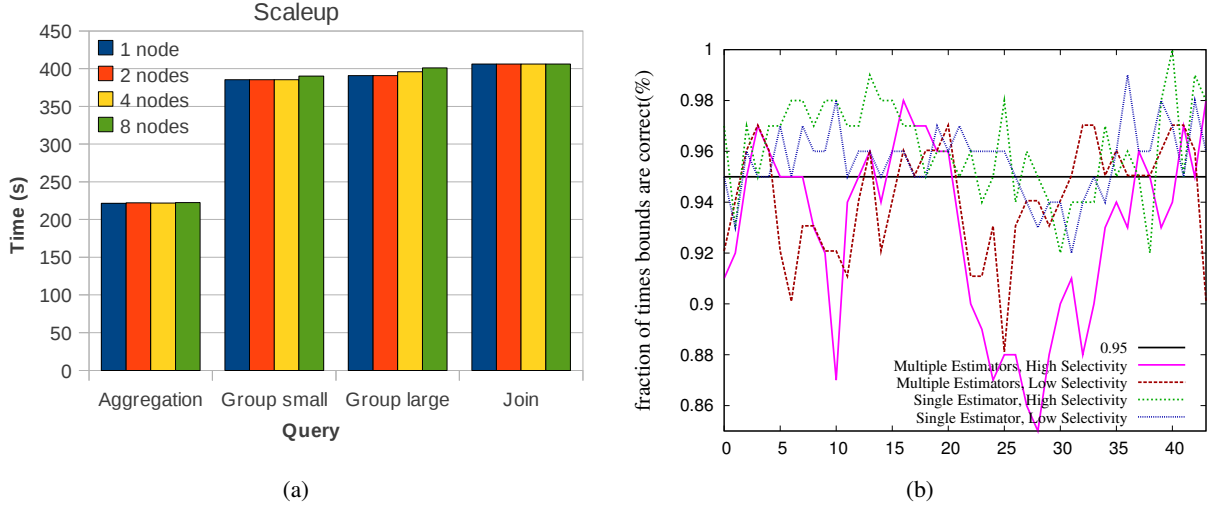 Scaleup
450
400
350
300
250
200
150
100
50
0
Time (s)
1 node
2 nodes
4 nodes
8 nodes
Aggregation
Group small
Group large
Join
Query
(a)
1
0.98
0.96
0.94
0.92
0.9
0.88
0.86
fraction of times bounds are correct(%)
0.95
Multiple Estimators, High Selectivity
Multiple Estimators, Low Selectivity
Single Estimator, High Selectivity
Single Estimator, Low Selectivity
0 5 10 15 20 25 30 35 40
(b)